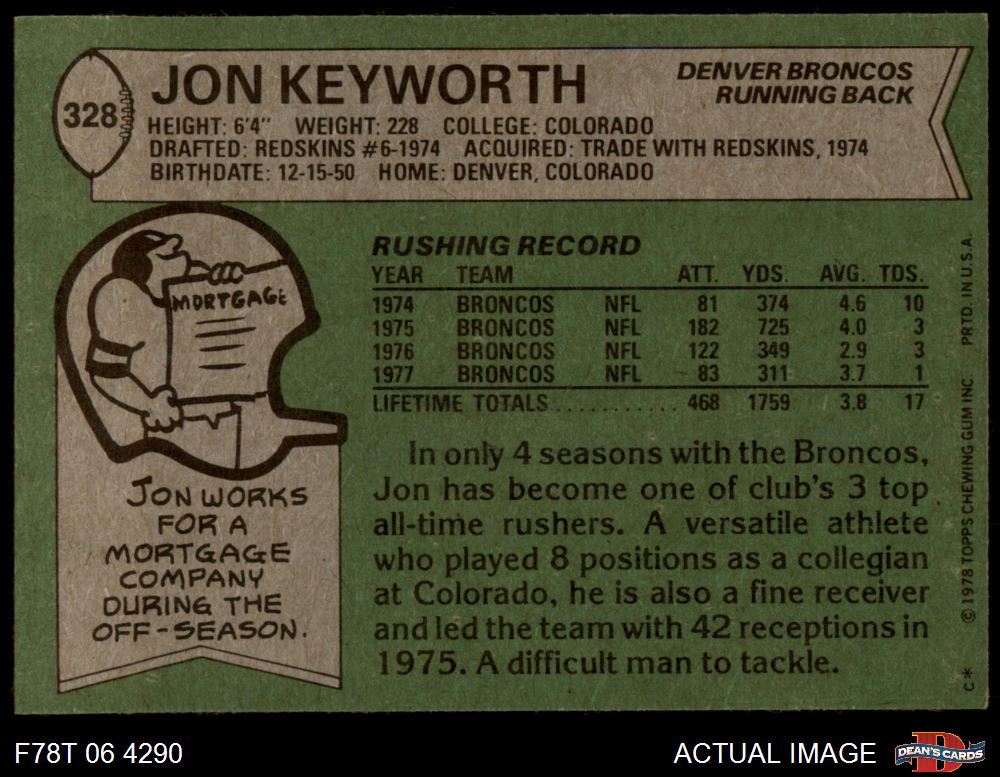 328
JON KEYWORTH
DENVER BRONCOS
RUNNING BACK
HEIGHT: 6'4" WEIGHT: 228 COLLEGE: COLORADO
DRAFTED: REDSKINS #6-1974 ACQUIRED: TRADE WITH REDSKINS, 1974
BIRTHDATE: 12-15-50 HOME: DENVER, COLORADO
MORTGAGE
JON WORKS
FOR A
MORTGAGE
COMPANY
DURING THE
OFF-SEASON.
RUSHING RECORD
YEAR TEAM ATT. YDS. AVG. TDS.
1974 BRONCOS NFL 81 374 4.6 10
1975 BRONCOS NFL 182 725 4.0 3
1976 BRONCOS NFL 122 349 2.9 3
1977 BRONCOS NFL 83 311 3.7 1
LIFETIME TOTALS............ 468 1759 3.8 17
In only 4 seasons with the Broncos,
Jon has become one of club's 3 top
all-time rushers. A versatile athlete
who played 8 positions as a collegian
at Colorado, he is also a fine receiver
and led the team with 42 receptions in
1975. A difficult man to tackle.
C* © 1978 TOPPS CHEWING GUM INC. PRTD. IN U.S.A.
F78T 06 4290
ACTUAL IMAGE
D
DEAN'S CARDS